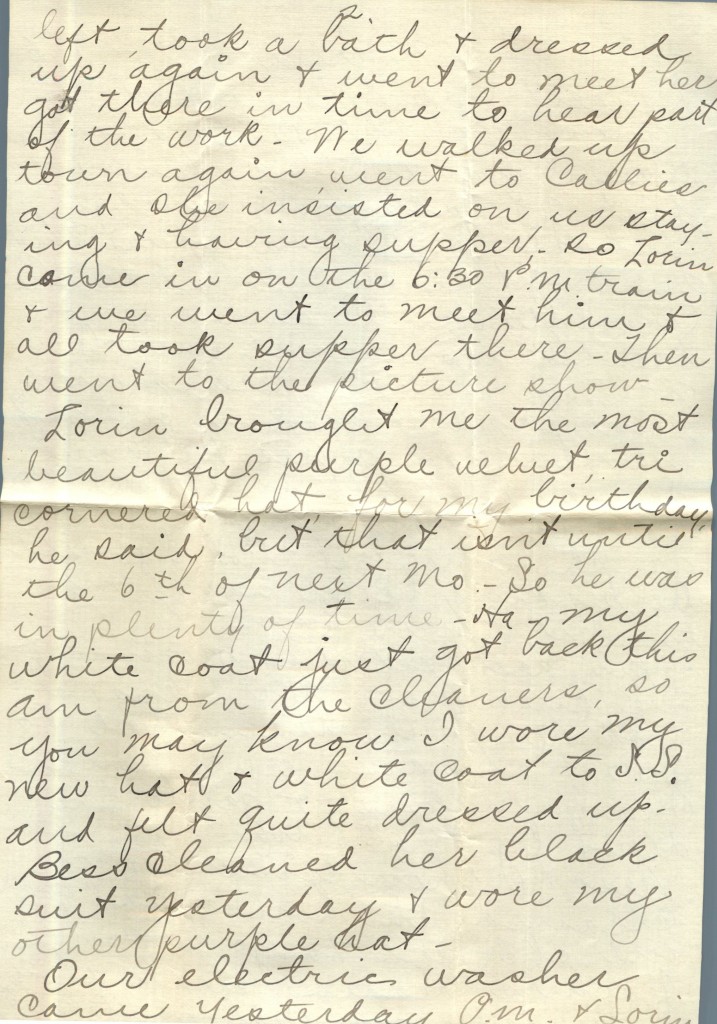 2
left took a bath & dressed
up again & went to meet her
got there in time to hear part
of the work - We walked up
town again went to Callies
and she insisted on us stay-
ing & having supper, - so Lorin
came in on the 6:30 P.M. train
& we went to meet him &
all took supper there - Then
went to the picture show -
Lorin brought me the most
beautiful purple velvet, tri
cornered hat, for my birthday,
he said, but that isn't until
the 6th of next Mo. - So he was
in plenty of time - Ha - My
white coat just got back this
am from the cleaners, so
you may know I wore my
new hat & white coat to S.S.
and felt quite dressed up.
Bess cleaned her black
suit yesterday & wore my
other purple hat -
Our electric washer
came yesterday P.M. & Lorin